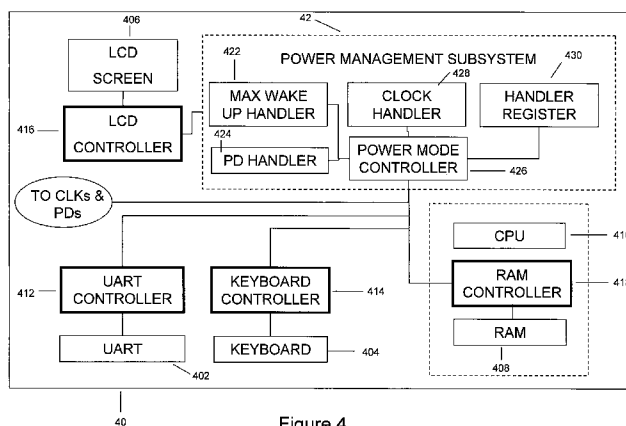 406
42
LCD
SCREEN
POWER MANAGEMENT SUBSYSTEM
422
428
430
416
LCD
CONTROLLER
MAX WAKE
UP HANDLER
CLOCK
HANDLER
HANDLER
REGISTER
424
PD HANDLER
POWER MODE
CONTROLLER
426
TO CLKs &
PDs
CPU
410
412
UART
CONTROLLER
KEYBOARD
CONTROLLER
414
RAM
CONTROLLER
418
UART
KEYBOARD
404
RAM
402
408
40
Figure 4